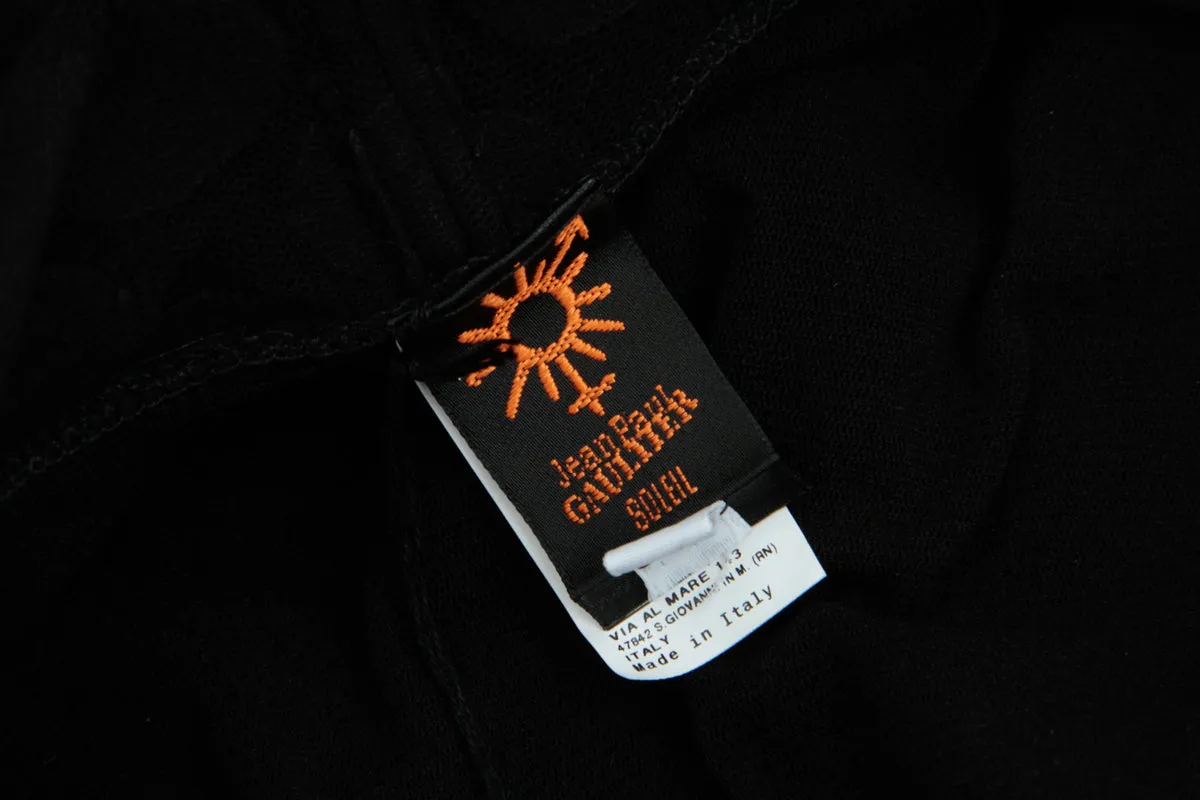 Jean Paul
GAULTIER
SOLEIL
VIA AL MARE
47842 S.GIOVANNI IN M. (RN)
ITALY
Made in Italy